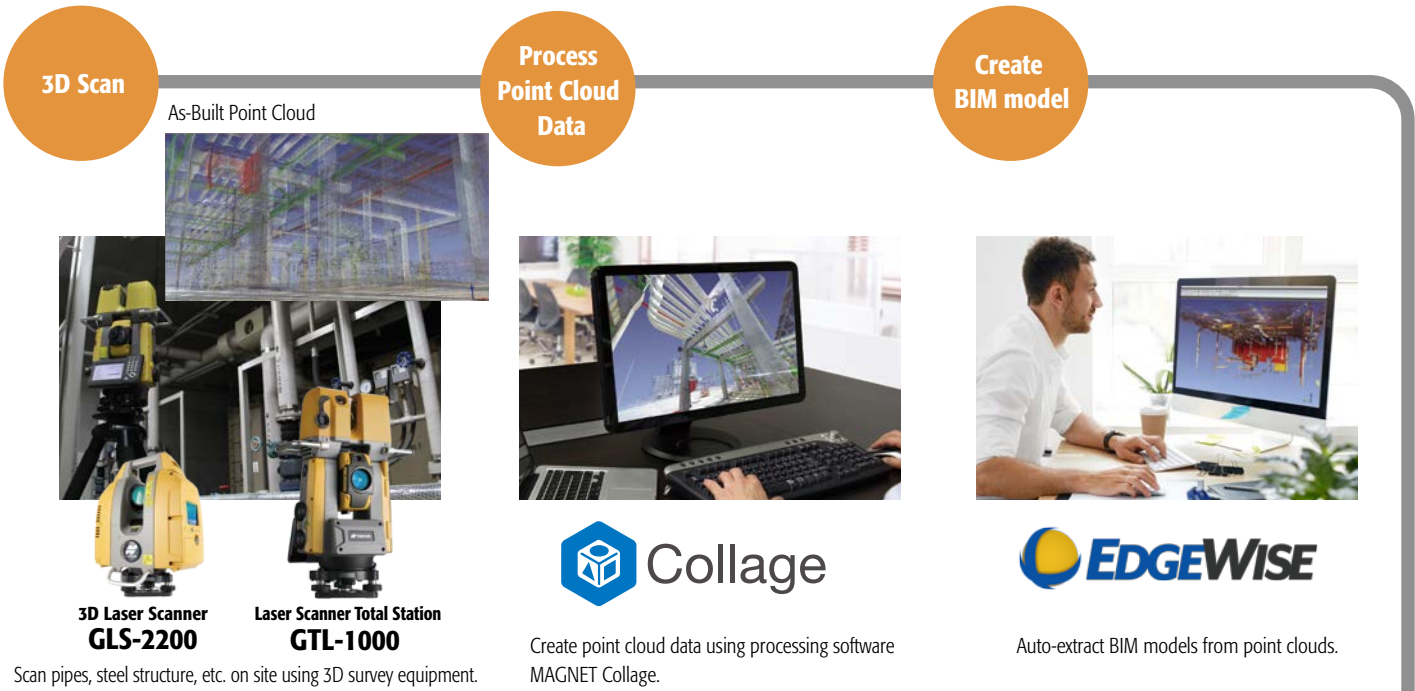 3D Scan
Process
Point Cloud
Data
Create
BIM model
As-Built Point Cloud
3D Laser Scanner
GLS-2200
Laser Scanner Total Station
GTL-1000
Scan pipes, steel structure, etc. on site using 3D survey equipment.
Collage
Create point cloud data using processing software
MAGNET Collage.
EDGEWISE
Auto-extract BIM models from point clouds.